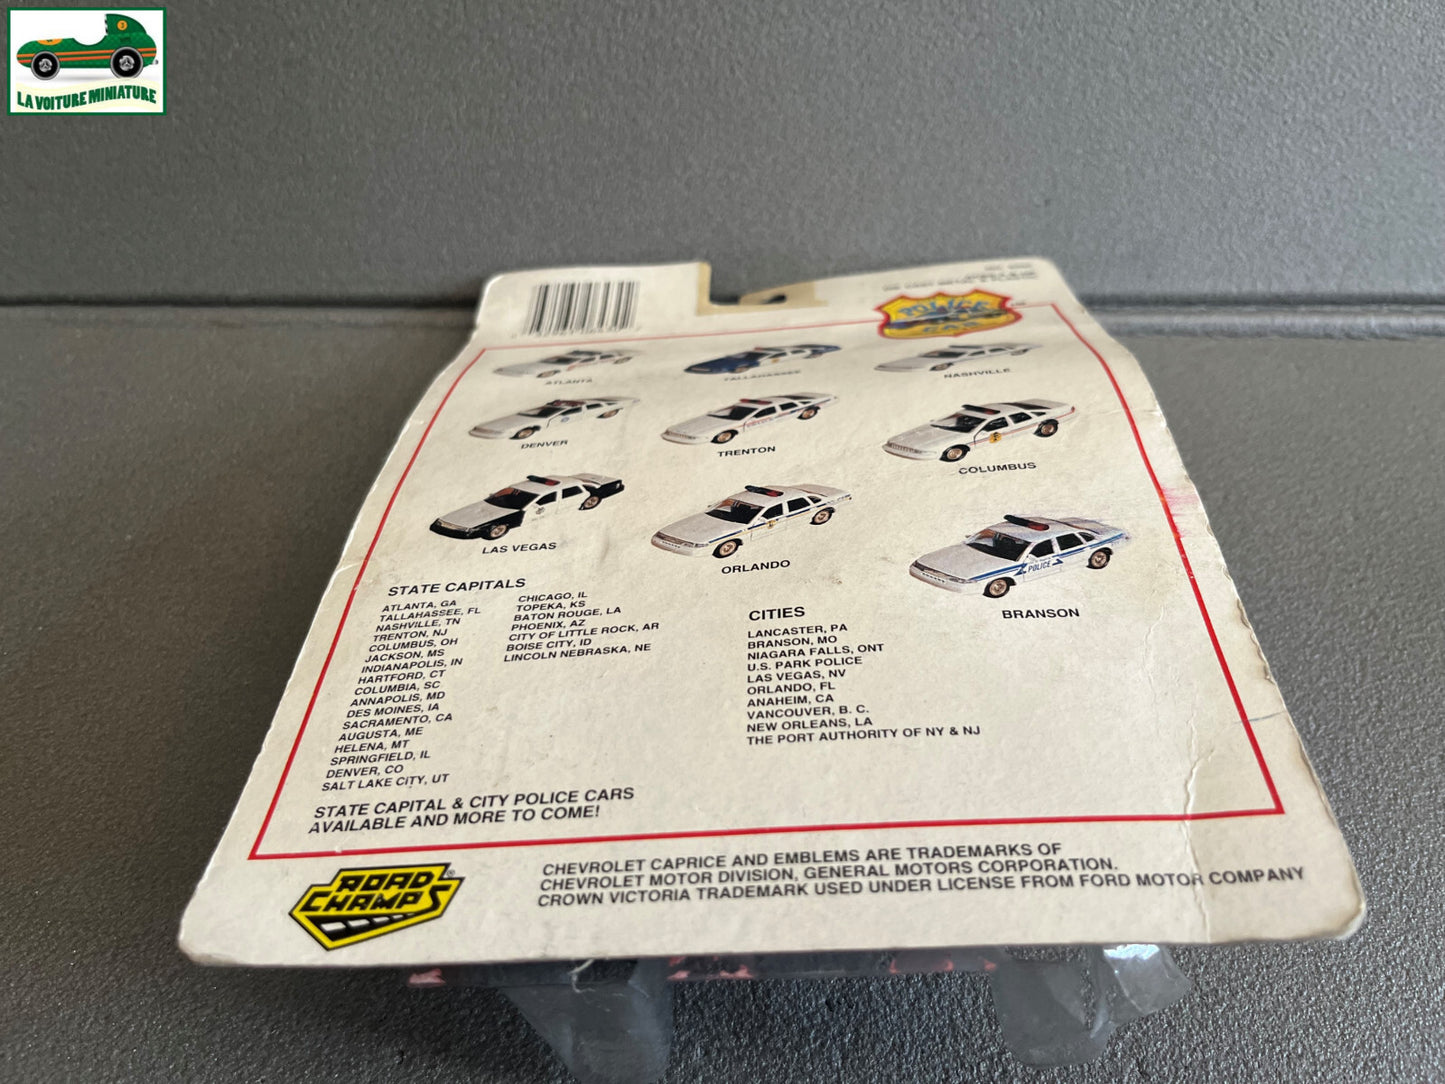 3
LA VOITURE MINIATURE
POLICE
CAR
ATLANTA
TALLAHASSEE
NASHVILLE
DENVER
TRENTON
COLUMBUS
LAS VEGAS
ORLANDO
POLICE
BRANSON
STATE CAPITALS
ATLANTA, GA
TALLAHASSEE, FL
NASHVILLE, TN
TRENTON, NJ
COLUMBUS, OH
JACKSON, MS
INDIANAPOLIS, IN
HARTFORD, CT
COLUMBIA, SC
ANNAPOLIS, MD
DES MOINES, IA
SACRAMENTO, CA
AUGUSTA, ME
HELENA, MT
SPRINGFIELD, IL
DENVER, CO
SALT LAKE CITY, UT
CHICAGO, IL
TOPEKA, KS
BATON ROUGE, LA
PHOENIX, AZ
CITY OF LITTLE ROCK, AR
BOISE CITY, ID
LINCOLN NEBRASKA, NE
CITIES
LANCASTER, PA
BRANSON, MO
NIAGARA FALLS, ONT
U.S. PARK POLICE
LAS VEGAS, NV
ORLANDO, FL
ANAHEIM, CA
VANCOUVER, B. C.
NEW ORLEANS, LA
THE PORT AUTHORITY OF NY & NJ
STATE CAPITAL & CITY POLICE CARS
AVAILABLE AND MORE TO COME!
ROAD
CHAMPS®
CHEVROLET CAPRICE AND EMBLEMS ARE TRADEMARKS OF
CHEVROLET MOTOR DIVISION, GENERAL MOTORS CORPORATION.
CROWN VICTORIA TRADEMARK USED UNDER LICENSE FROM FORD MOTOR COMPANY